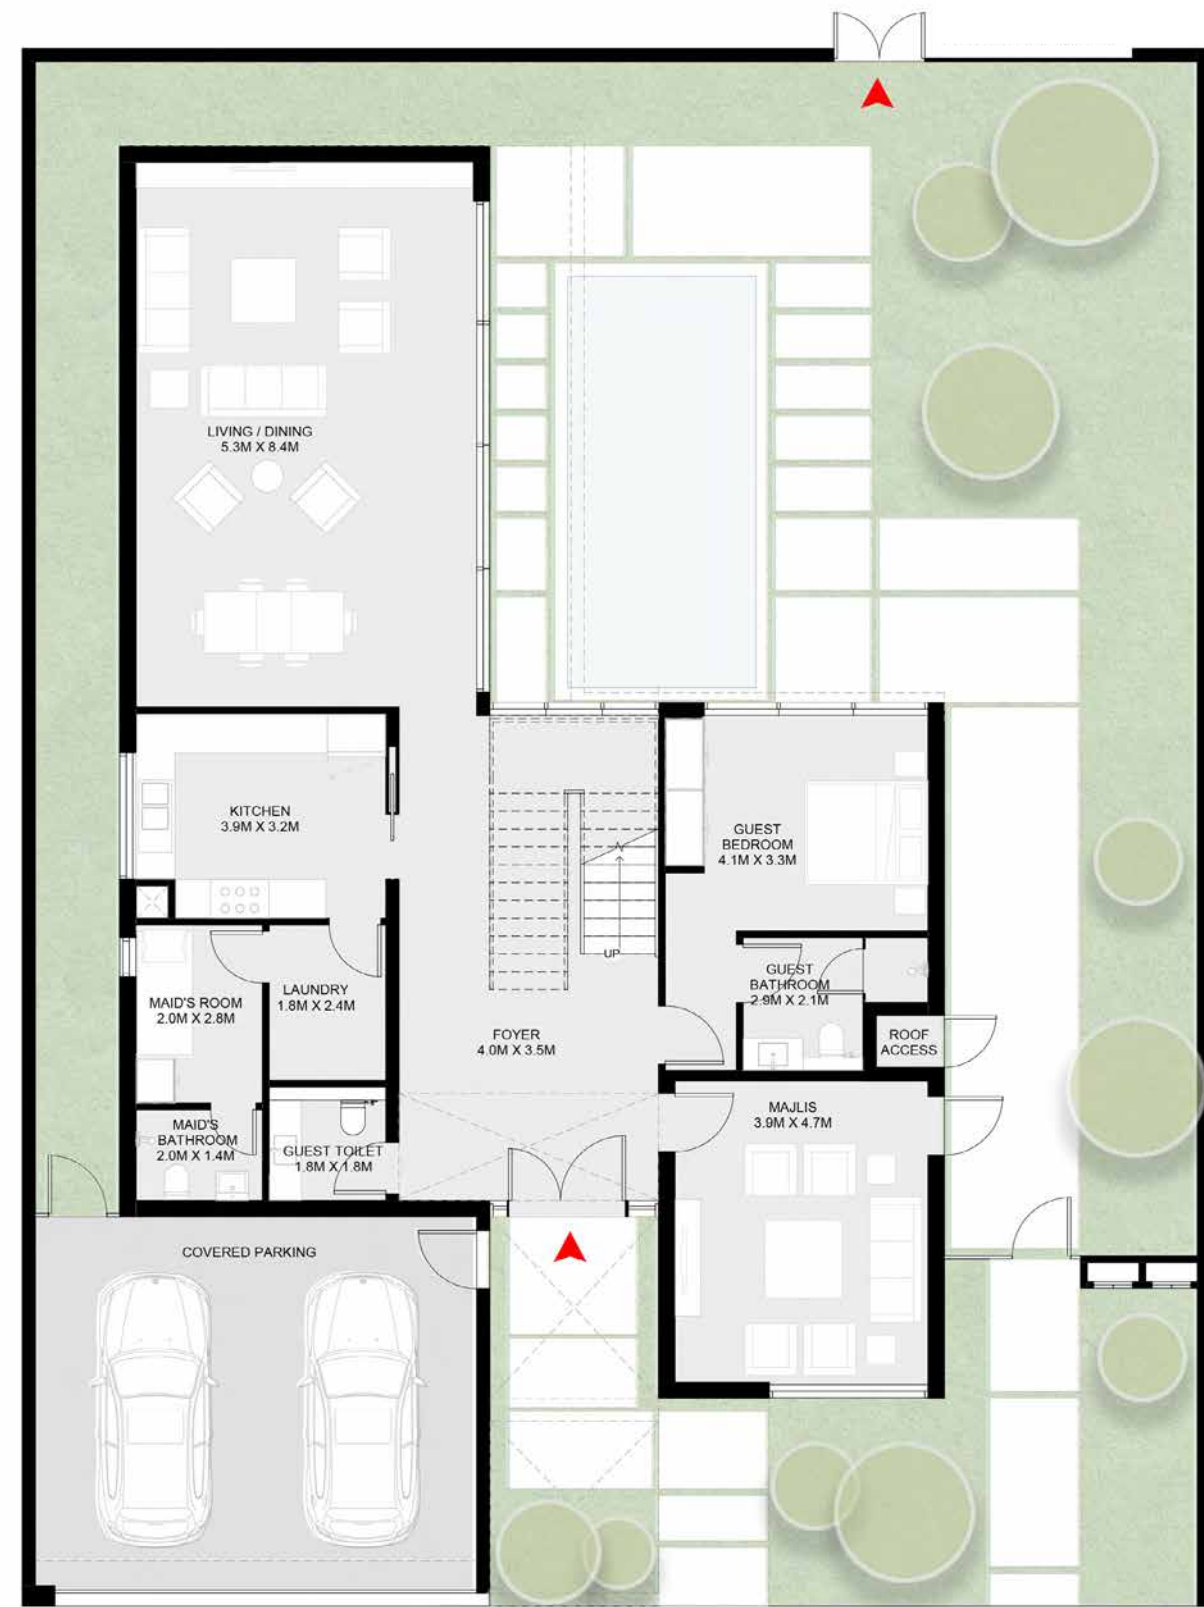 LIVING / DINING
5.3M X 8.4M
KITCHEN
3.9M X 3.2M
GUEST
BEDROOM
4.1M X 3.3M
UP
GUEST
BATHROOM
2.9M X 2.1M
MAID'S ROOM
2.0M X 2.8M
LAUNDRY
1.8M X 2.4M
FOYER
4.0M X 3.5M
ROOF
ACCESS
MAID'S
BATHROOM
2.0M X 1.4M
GUEST TOILET
1.8M X 1.8M
MAJLIS
3.9M X 4.7M
COVERED PARKING